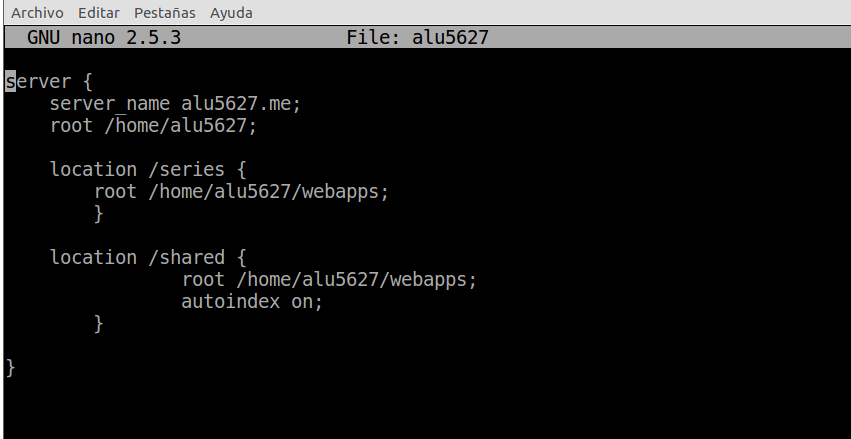 Archivo Editar Pestañas Ayuda
GNU nano 2.5.3 File: alu5627
server {
server_name alu5627.me;
root /home/alu5627;
location /series {
root /home/alu5627/webapps;
}
location /shared {
root /home/alu5627/webapps;
autoindex on;
}
}